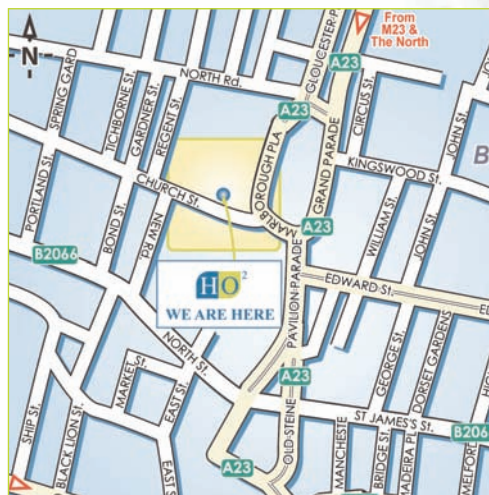 From
M23 &
The North
N
NORTH Rd.
GLOUCESTER P
A23
A23
SPRING GARD
TICHBORNE St.
GARDNER St.
REGENT St.
CIRCUS St.
JOHN St.
KINGSWOOD St.
B
PORTLAND St.
CHURCH St.
MARLBOROUGH PLA
GRAND PARADE
BOND St.
NEW Rd.
WILLIAM St.
JOHN St.
A23
B2066
HO2
WE ARE HERE
PAVILION PARADE
EDWARD St.
ED
NORTH St.
MARKET St.
EAST St.
GEORGE St.
DORSET GARDENS
A23
SHIP St.
BLACK LION St.
OLD STEINE
ST JAMES'S St.
B206
HIG
MANCHESTE
BRIDGE St.
MADEIRA PL
MELFORD
EAST S
A23